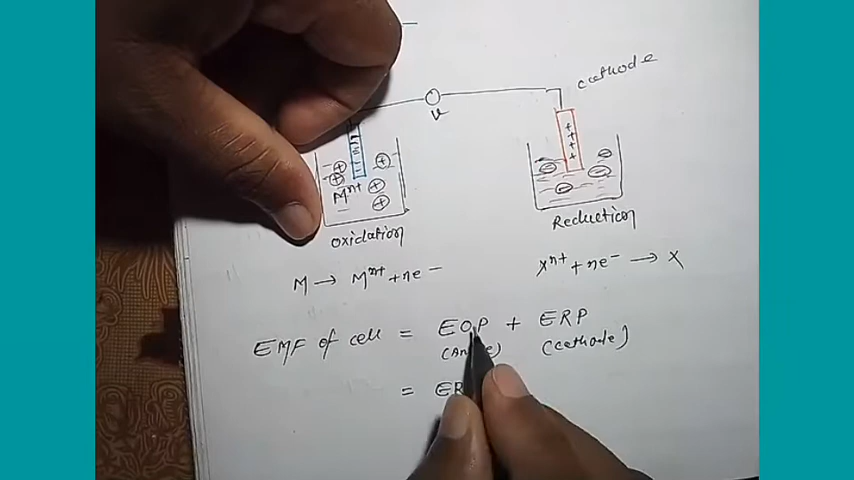 Cathode
V
M^n+
oxidation
Reduction
M → M^n+ + ne⁻
X^n+ + ne⁻ → X
EMF of cell = EOP + ERP
(Cathode)
=